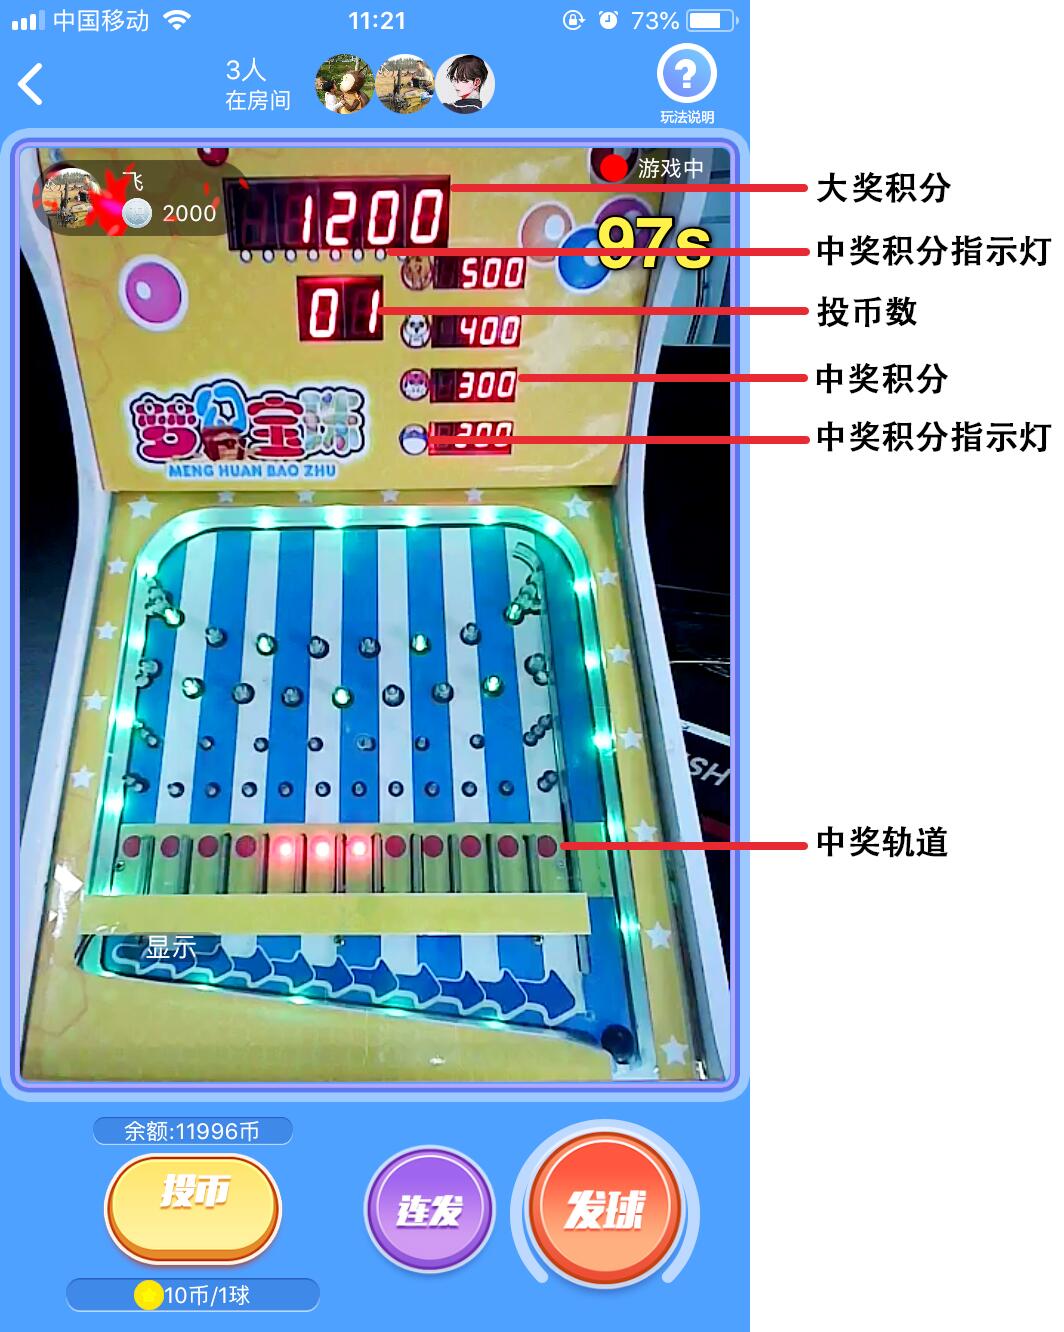 中国移动
11:21
73%
3人
在房间
玩法说明
飞
2000
游戏中
1200
大奖积分
97s
中奖积分指示灯
500
01
投币数
400
300
中奖积分
300
中奖积分指示灯
梦幻宝珠
MENG HUAN BAO ZHU
SH
中奖轨道
显示
余额:11996币
投币
连发
发球
10币/1球